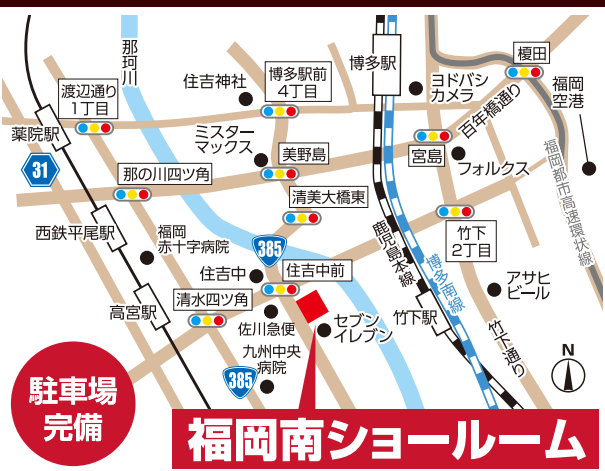 那珂川
渡辺通り
1丁目
住吉神社
博多駅前
4丁目
博多駅
ヨドバシ
カメラ
榎田
福岡
空港
百年橋通り
薬院駅
31
ミスター
マックス
美野島
宮島
フォルクス
福岡都市高速環状線
那の川四ツ角
清美大橋東
西鉄平尾駅
福岡
赤十字病院
385
鹿児島本線
博多南線
竹下
2丁目
住吉中
住吉中前
高宮駅
清水四ツ角
佐川急便
セブン
イレブン
竹下駅
アサヒ
ビール
竹下通り
九州中央
病院
385
N
駐車場
完備
福岡南ショールーム